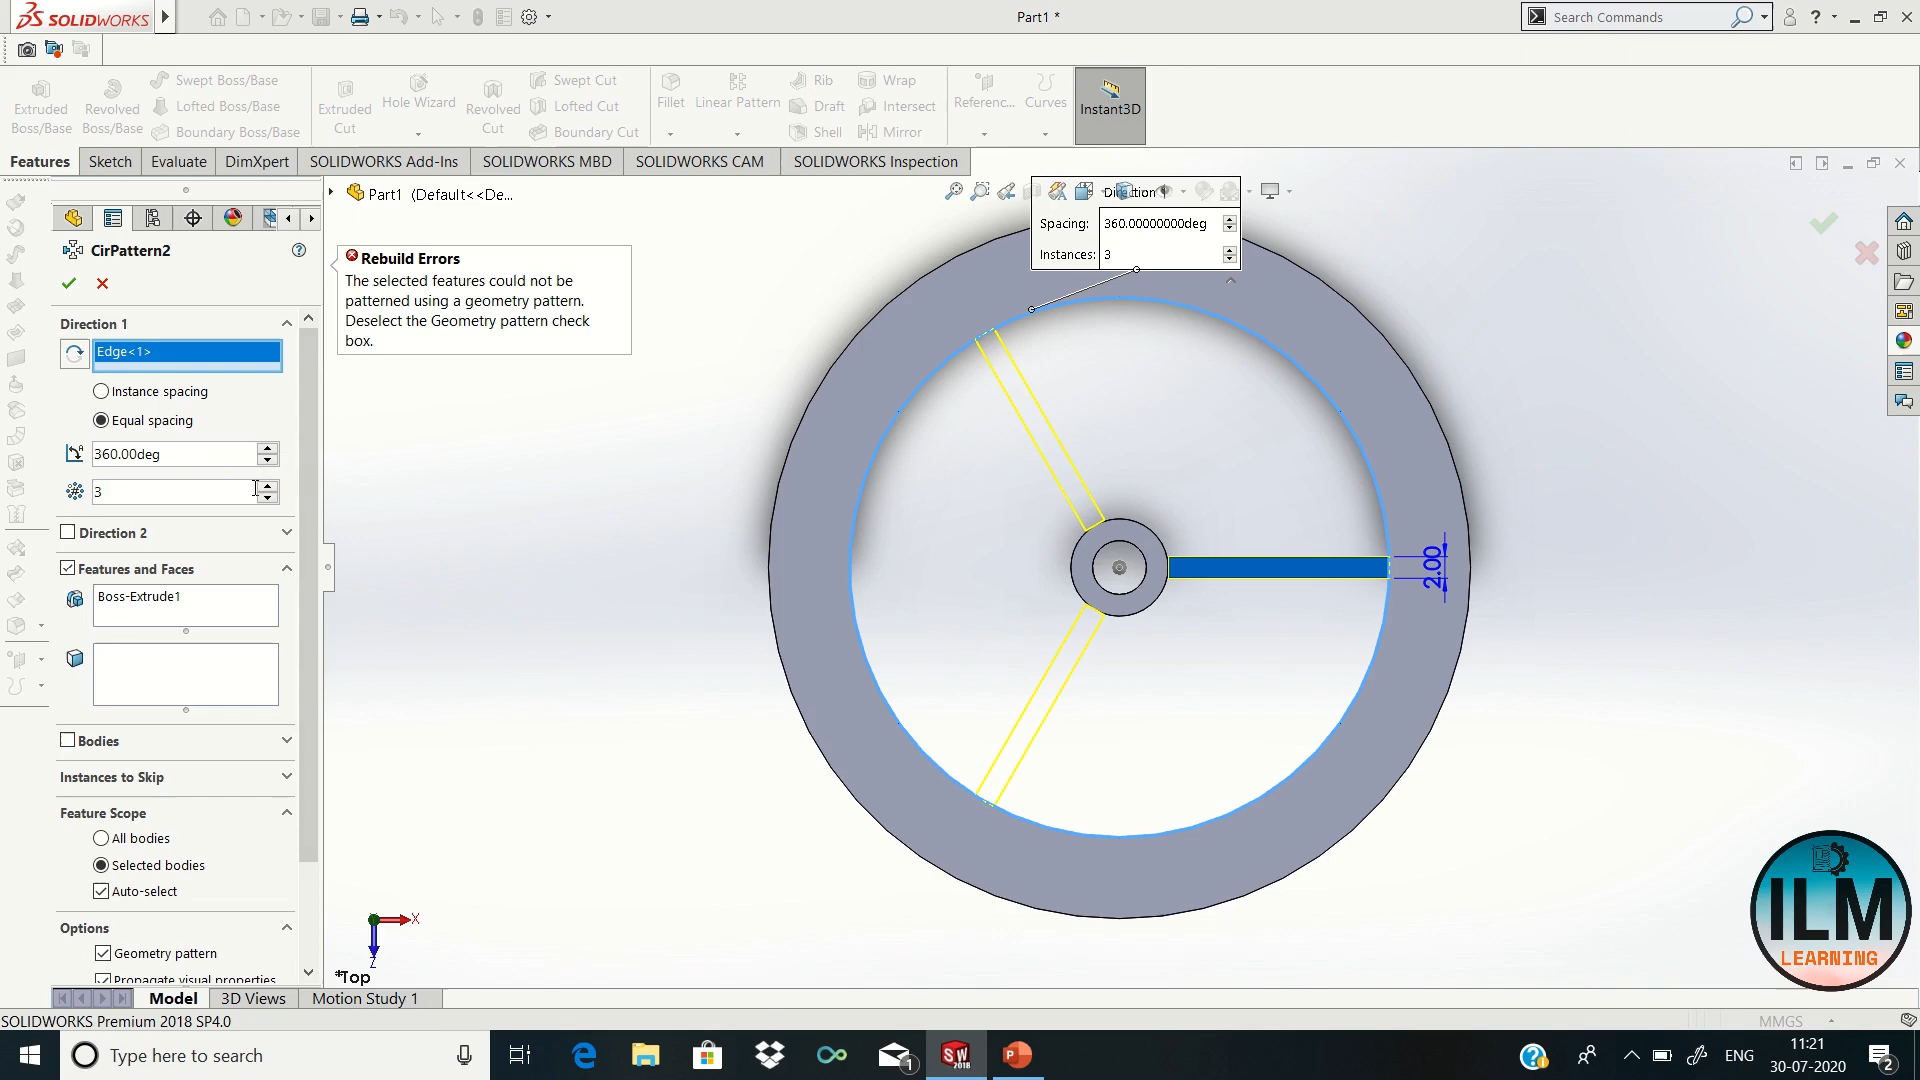 SOLIDWORKS
Part1 *
Search Commands
?
Extruded Boss/Base
Revolved Boss/Base
Swept Boss/Base
Lofted Boss/Base
Boundary Boss/Base
Extruded Cut
Hole Wizard
Revolved Cut
Swept Cut
Lofted Cut
Boundary Cut
Fillet
Linear Pattern
Rib
Draft
Shell
Wrap
Intersect
Mirror
Referenc...
Curves
Instant3D
Features
Sketch
Evaluate
DimXpert
SOLIDWORKS Add-Ins
SOLIDWORKS MBD
SOLIDWORKS CAM
SOLIDWORKS Inspection
Part1 (Default<<De...
CirPattern2
?
Rebuild Errors
The selected features could not be
patterned using a geometry pattern.
Deselect the Geometry pattern check
box.
Direction 1
Spacing: 360.00000000deg
Instances: 3
Direction 1
Edge<1>
Instance spacing
Equal spacing
360.00deg
3
Direction 2
Features and Faces
Boss-Extrude1
Bodies
Instances to Skip
Feature Scope
All bodies
Selected bodies
Auto-select
Options
Geometry pattern
Propagate visual properties
2.00
X
Z
*Top
ILM
LEARNING
Model
3D Views
Motion Study 1
SOLIDWORKS Premium 2018 SP4.0
MMGS
Type here to search
1
SW
2018
P
ENG
11:21
30-07-2020
2